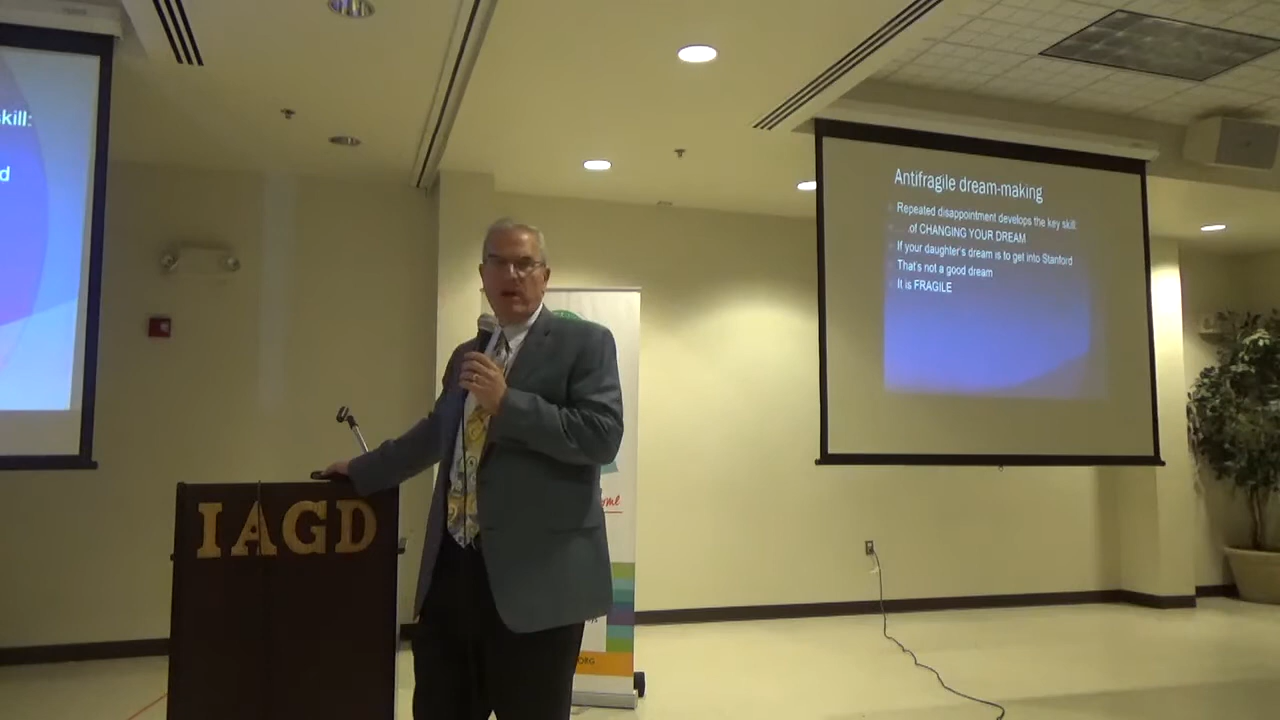 skill:
d
Antifragile dream-making
Repeated disappointment develops the key skill
of CHANGING YOUR DREAM
If your daughter's dream is to get into Stanford
That's not a good dream
It is FRAGILE
IAGD
ORG